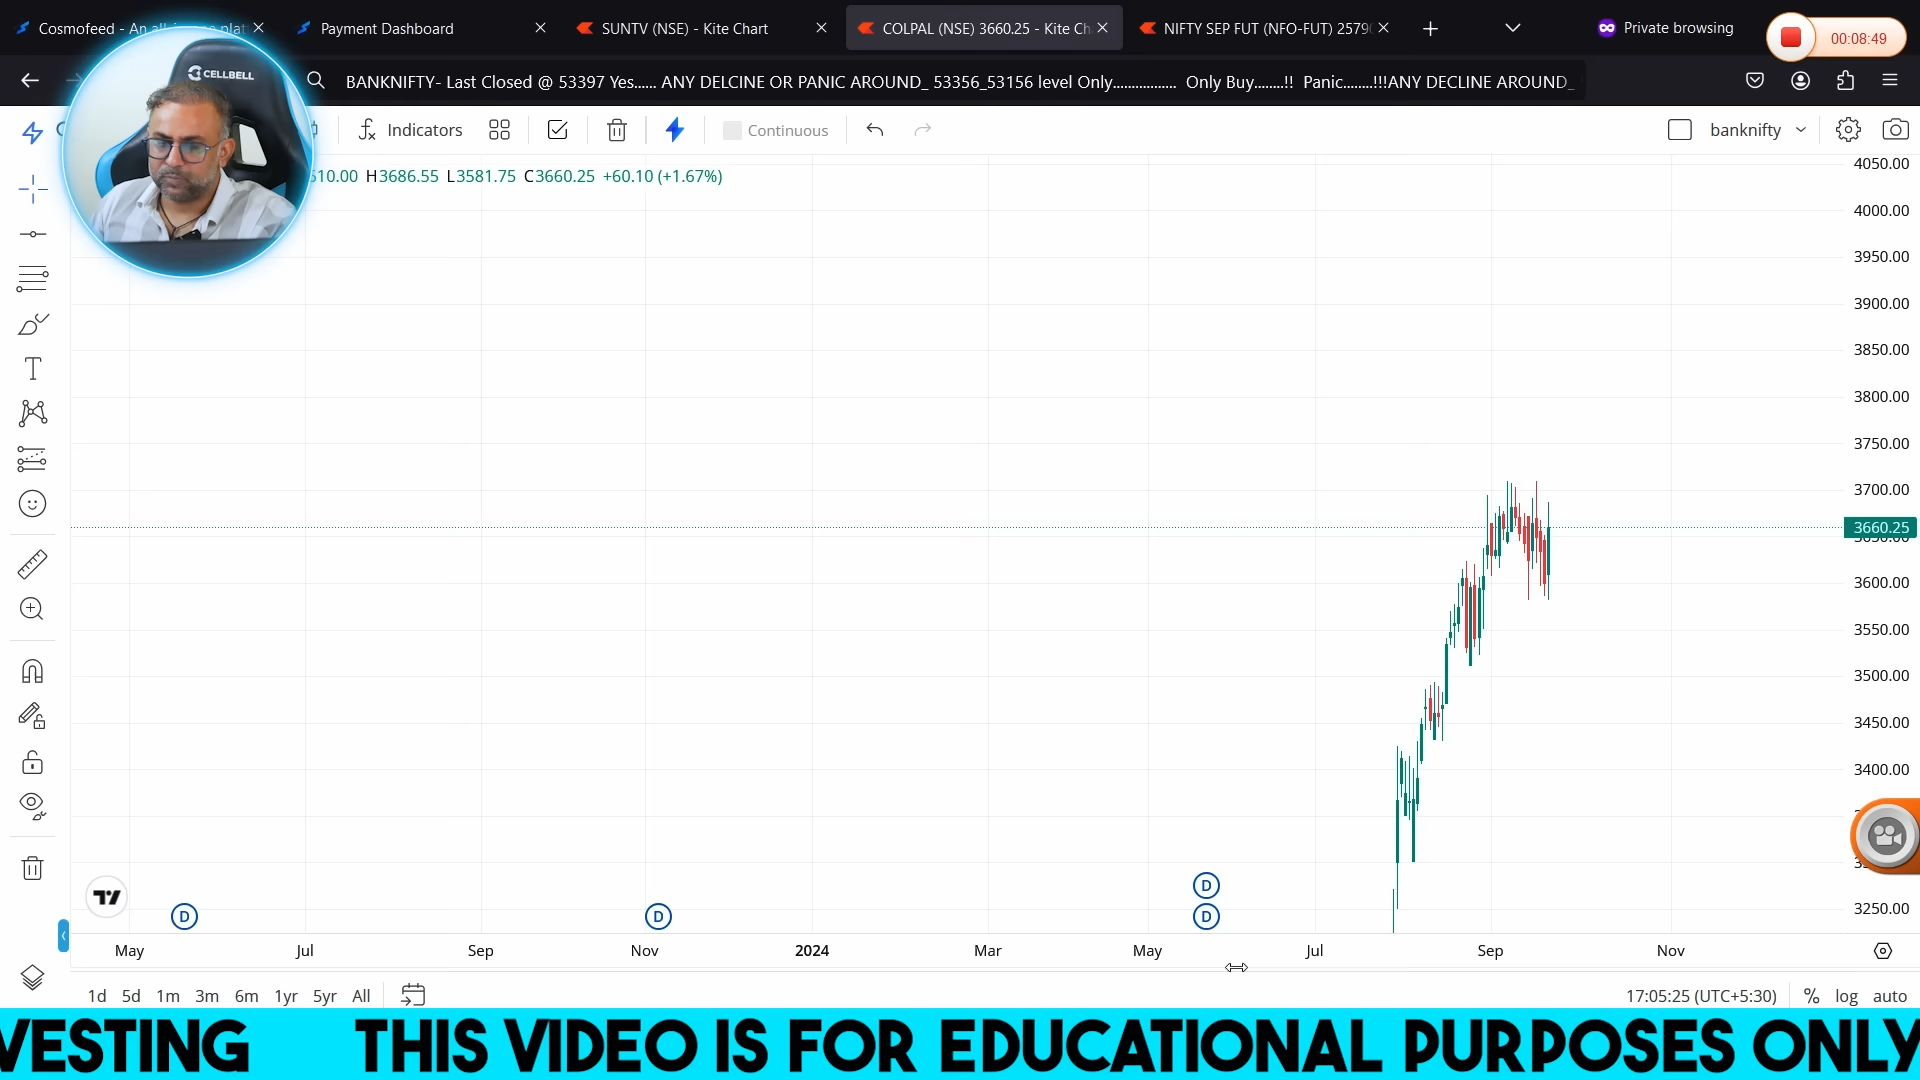 Cosmofeed - An all-in-one plat
Payment Dashboard
SUNTV (NSE) - Kite Chart
COLPAL (NSE) 3660.25 - Kite Ch
NIFTY SEP FUT (NFO-FUT) 2579
Private browsing
00:08:49
BANKNIFTY- Last Closed @ 53397 Yes...... ANY DELCINE OR PANIC AROUND_ 53356_53156 level Only................. Only Buy........!! Panic........!!!ANY DECLINE AROUND_
CELLBELL
Indicators
Continuous
banknifty
510.00 H3686.55 L3581.75 C3660.25 +60.10 (+1.67%)
4050.00
4000.00
3950.00
3900.00
3850.00
3800.00
3750.00
3700.00
3660.25
3650.00
3600.00
3550.00
3500.00
3450.00
3400.00
3250.00
D
D
D
D
May Jul Sep Nov 2024 Mar May Jul Sep Nov
1d 5d 1m 3m 6m 1yr 5yr All
17:05:25 (UTC+5:30) % log auto
VESTING THIS VIDEO IS FOR EDUCATIONAL PURPOSES ONLY